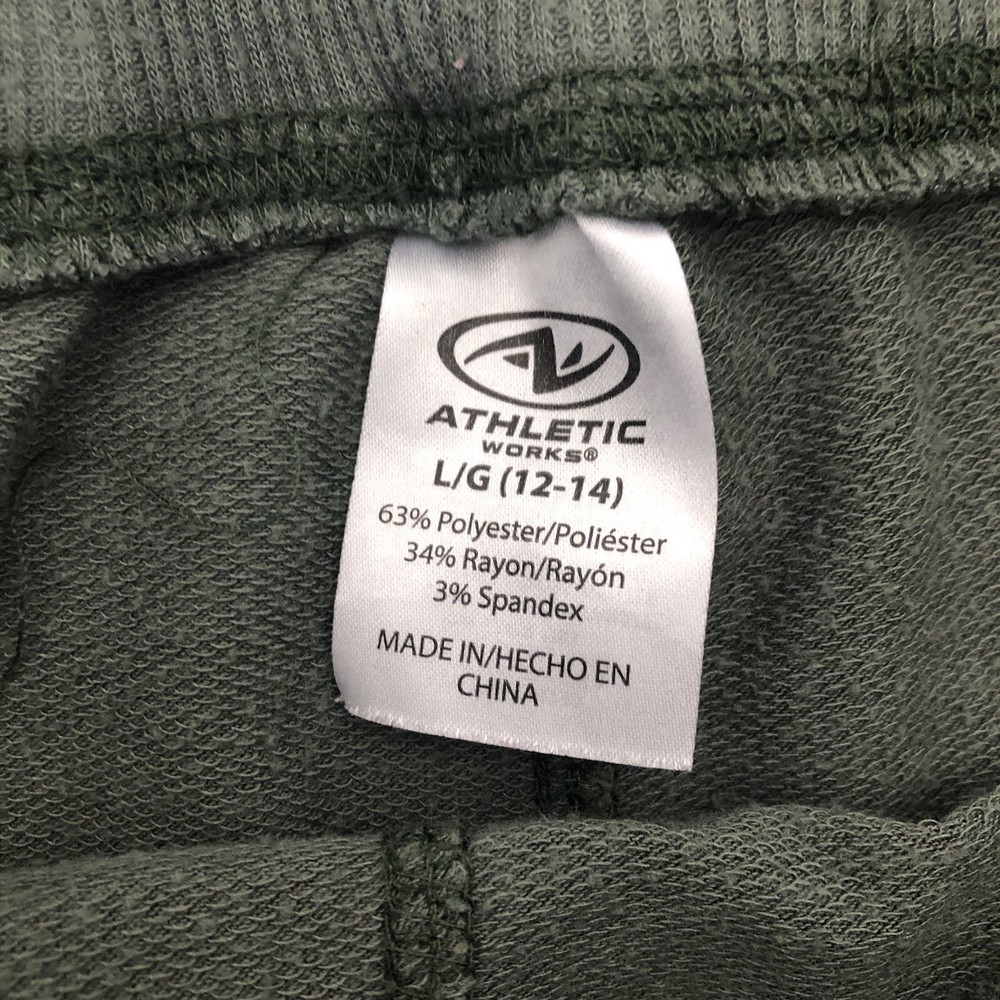 ATHLETIC
WORKS®
L/G (12-14)
63% Polyester/Poliéster
34% Rayon/Rayón
3% Spandex
MADE IN/HECHO EN
CHINA